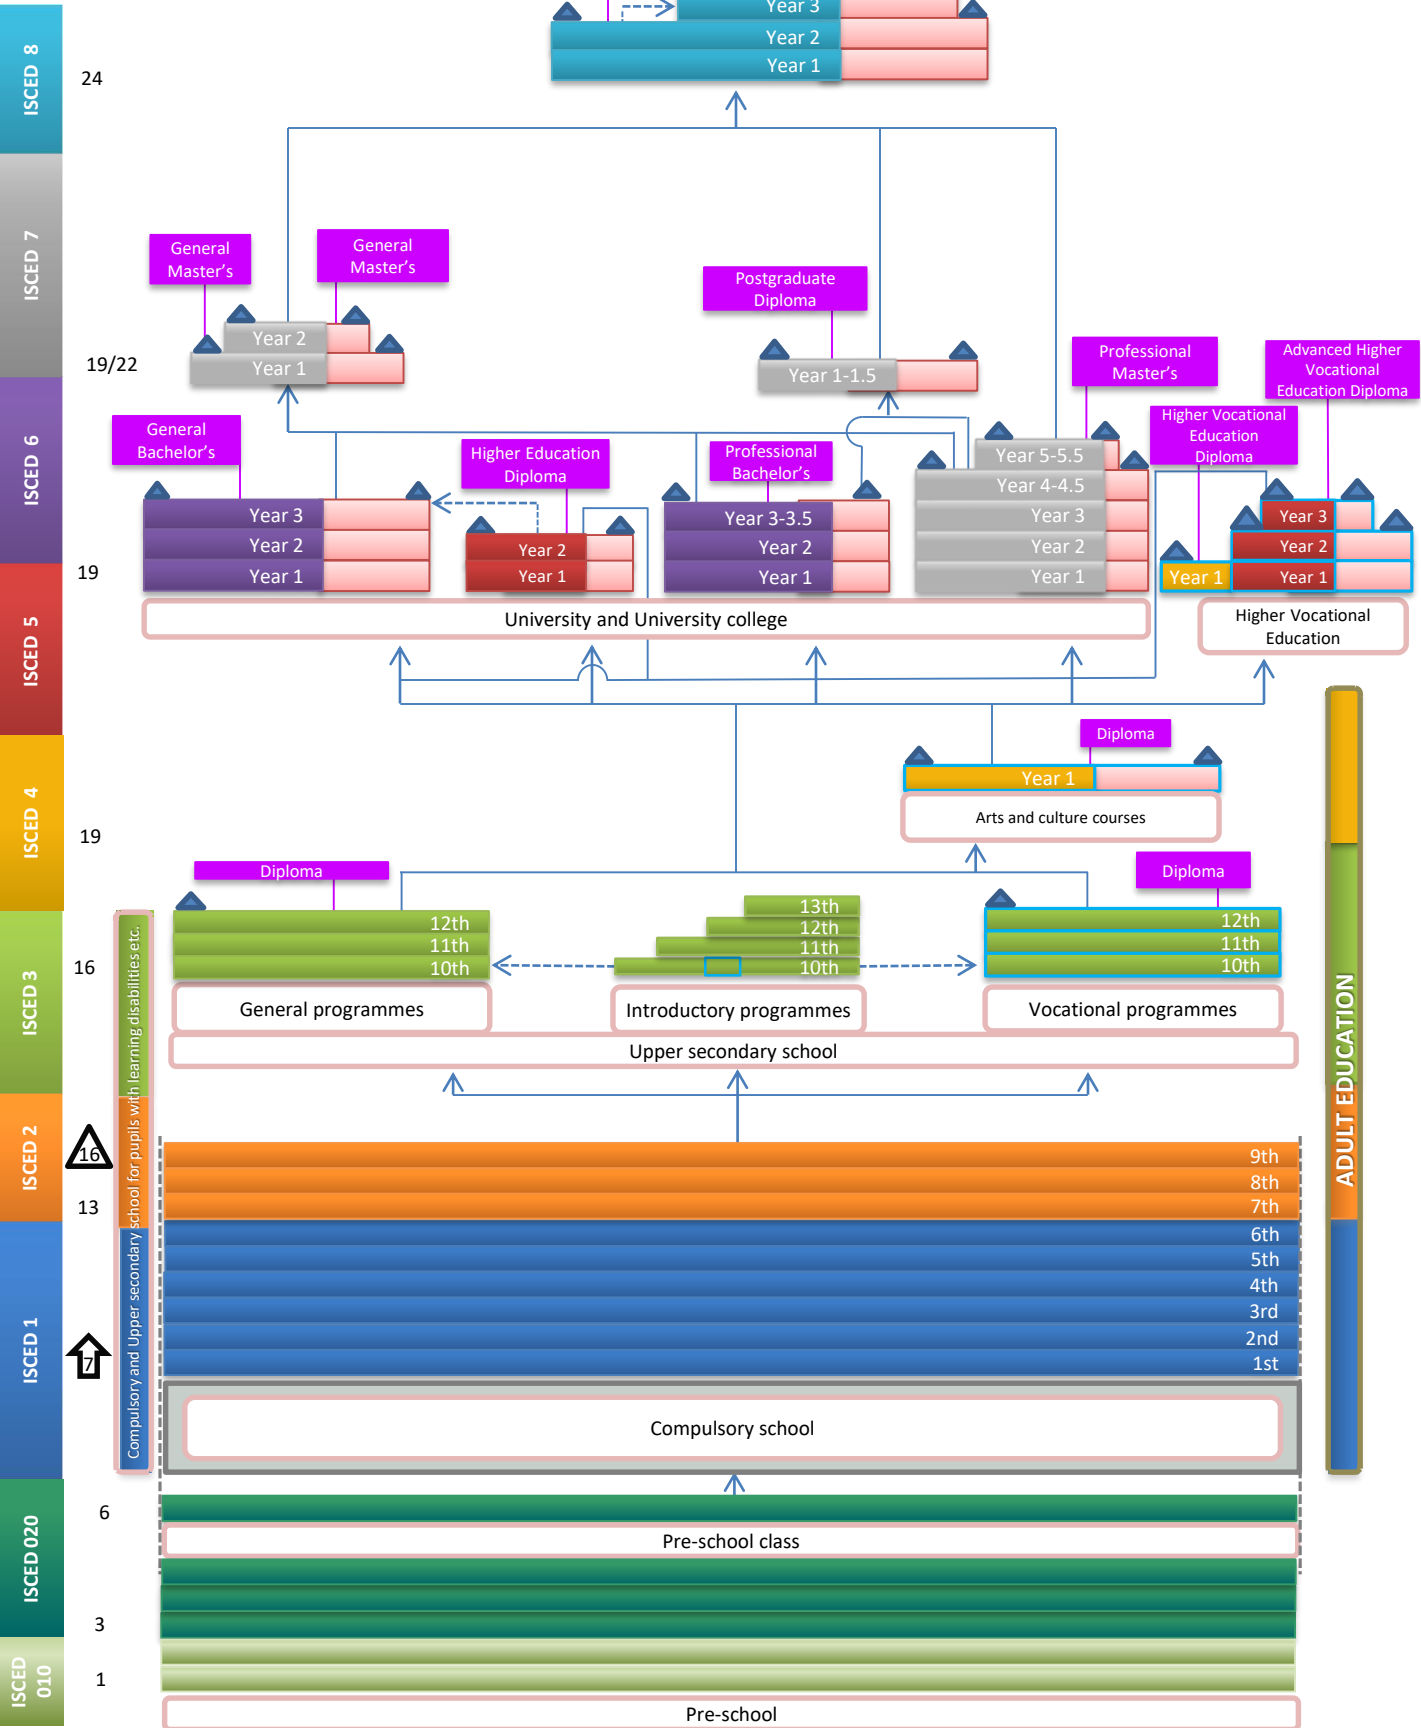 Year 3
Year 2
Year 1
ISCED 8
24
ISCED 7
General
Master's
General
Master's
Postgraduate
Diploma
Year 2
Year 1
19/22
Year 1-1.5
Professional
Master's
Advanced Higher
Vocational
Education Diploma
ISCED 6
General
Bachelor's
Higher Education
Diploma
Professional
Bachelor's
Higher Vocational
Education
Diploma
Year 3
Year 2
Year 1
Year 2
Year 1
Year 3-3.5
Year 2
Year 1
Year 5-5.5
Year 4-4.5
Year 3
Year 2
Year 1
Year 1
Year 3
Year 2
Year 1
19
University and University college
Higher Vocational
Education
ISCED 5
Diploma
Year 1
Arts and culture courses
ISCED 4
19
Diploma
Diploma
12th
11th
10th
13th
12th
11th
10th
12th
11th
10th
ISCED 3
16
General programmes
Introductory programmes
Vocational programmes
Upper secondary school
Compulsory and Upper secondary school for pupils with learning disabilities etc.
ADULT EDUCATION
ISCED 2
16
13
9th
8th
7th
6th
5th
4th
3rd
2nd
1st
ISCED 1
7
Compulsory school
ISCED 020
6
Pre-school class
3
ISCED
010
1
Pre-school